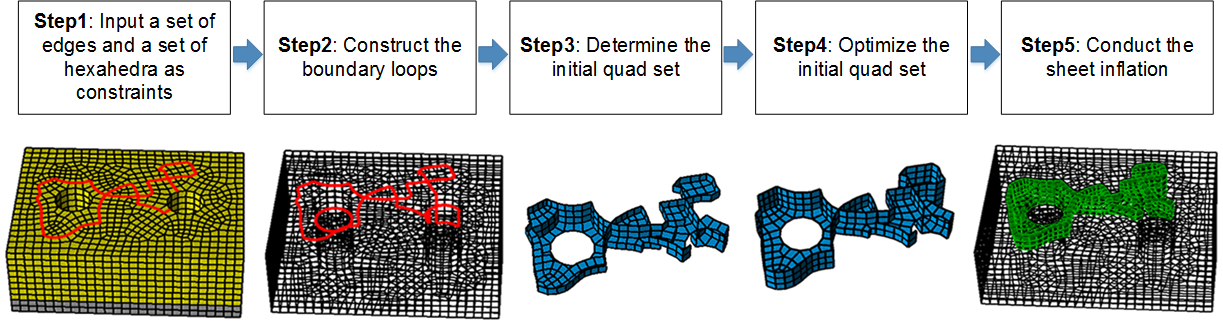 Step1: Input a set of
edges and a set of
hexahedra as
constraints
Step2: Construct the
boundary loops
Step3: Determine the
initial quad set
Step4: Optimize the
initial quad set
Step5: Conduct the
sheet inflation